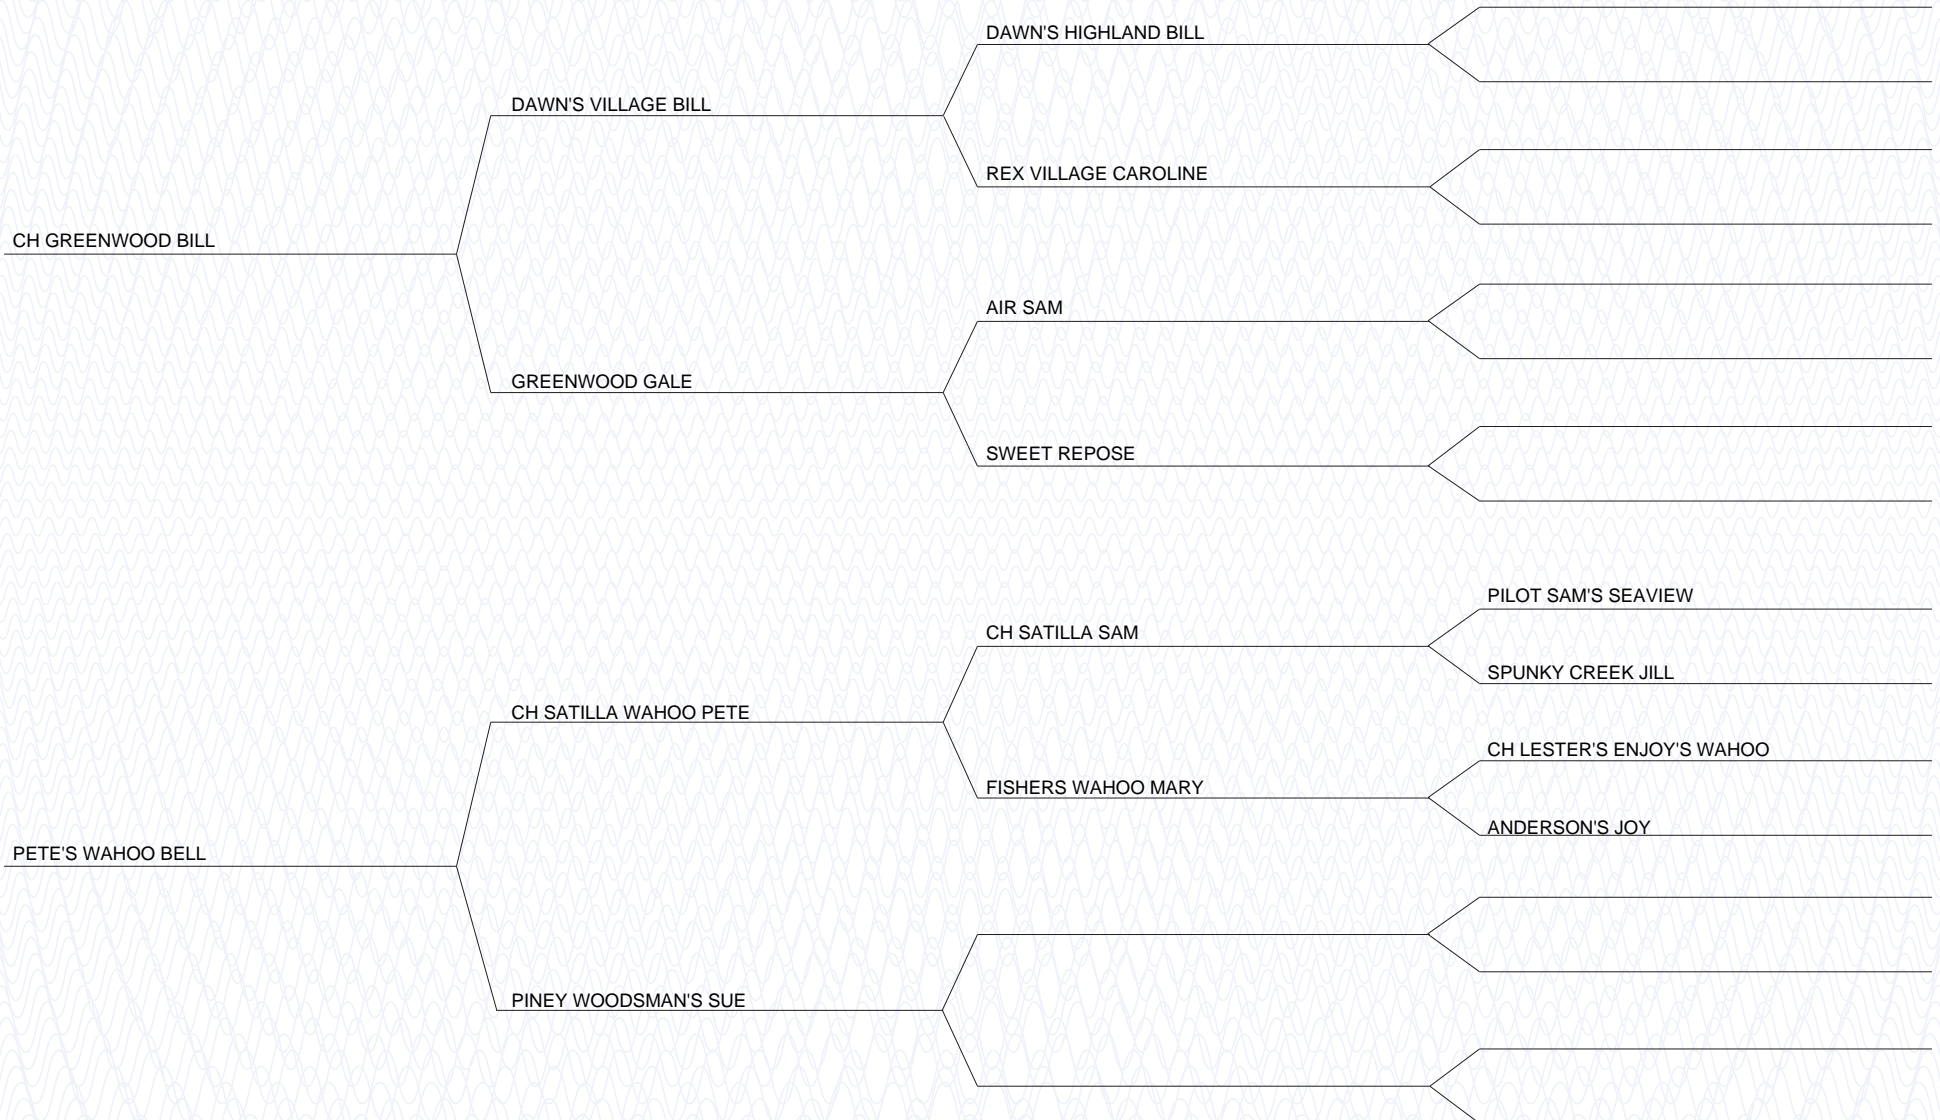 DAWN'S HIGHLAND BILL
DAWN'S VILLAGE BILL
REX VILLAGE CAROLINE
CH GREENWOOD BILL
AIR SAM
GREENWOOD GALE
SWEET REPOSE
PILOT SAM'S SEAVIEW
CH SATILLA SAM
SPUNKY CREEK JILL
CH SATILLA WAHOO PETE
CH LESTER'S ENJOY'S WAHOO
FISHERS WAHOO MARY
ANDERSON'S JOY
PETE'S WAHOO BELL
PINEY WOODSMAN'S SUE